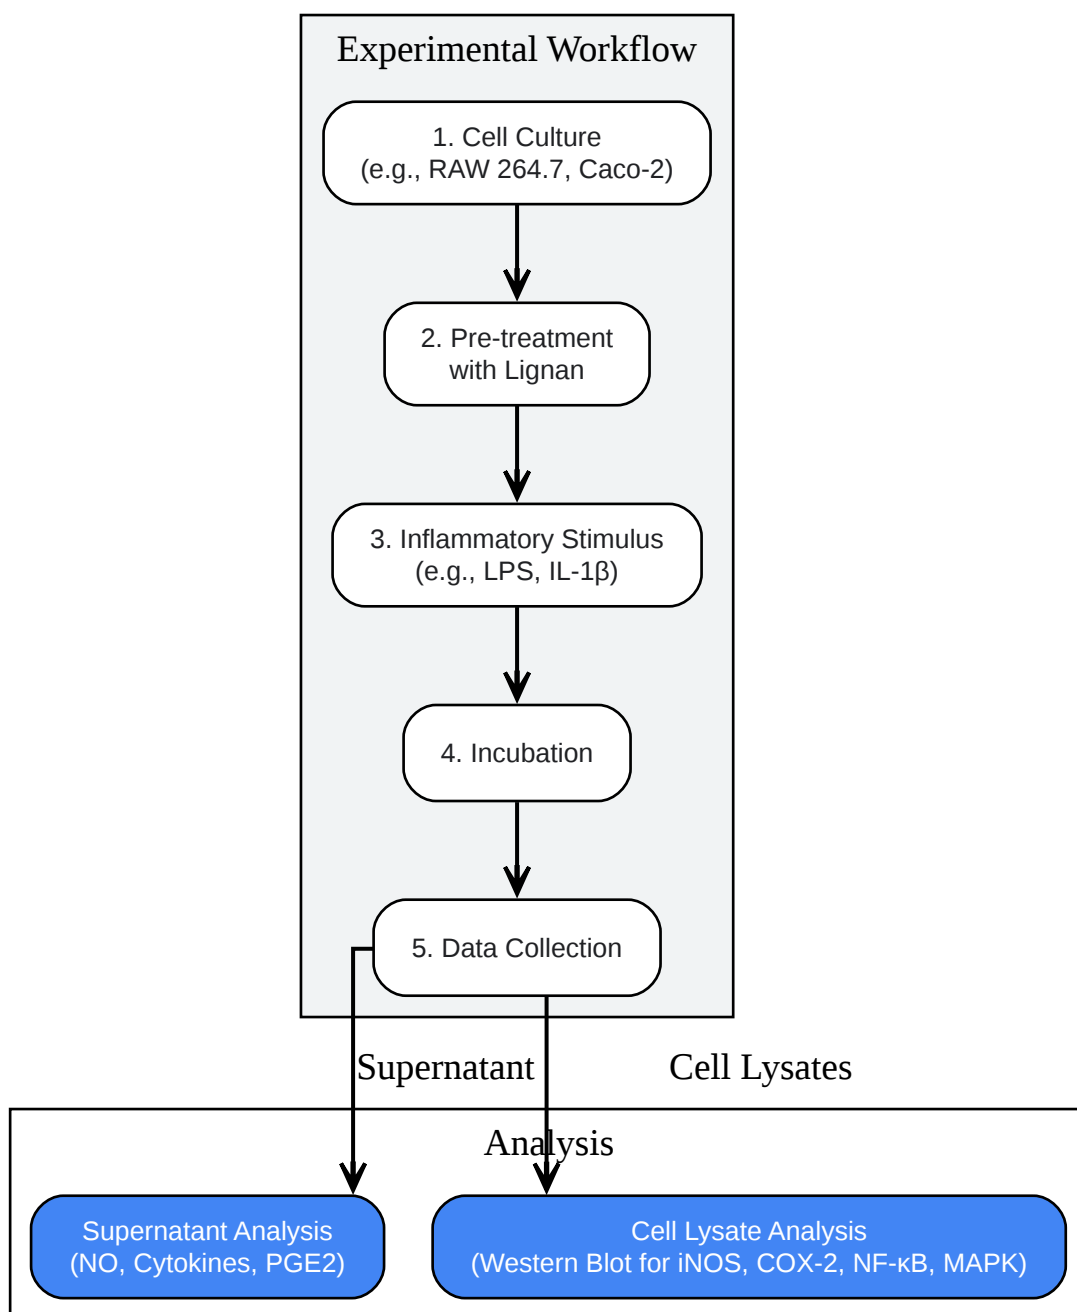 Experimental Workflow
1. Cell Culture
(e.g., RAW 264.7, Caco-2)
2. Pre-treatment
with Lignan
3. Inflammatory Stimulus
(e.g., LPS, IL-1β)
4. Incubation
5. Data Collection
Supernatant
Cell Lysates
Analysis
Supernatant Analysis
(NO, Cytokines, PGE2)
Cell Lysate Analysis
(Western Blot for iNOS, COX-2, NF-κB, MAPK)